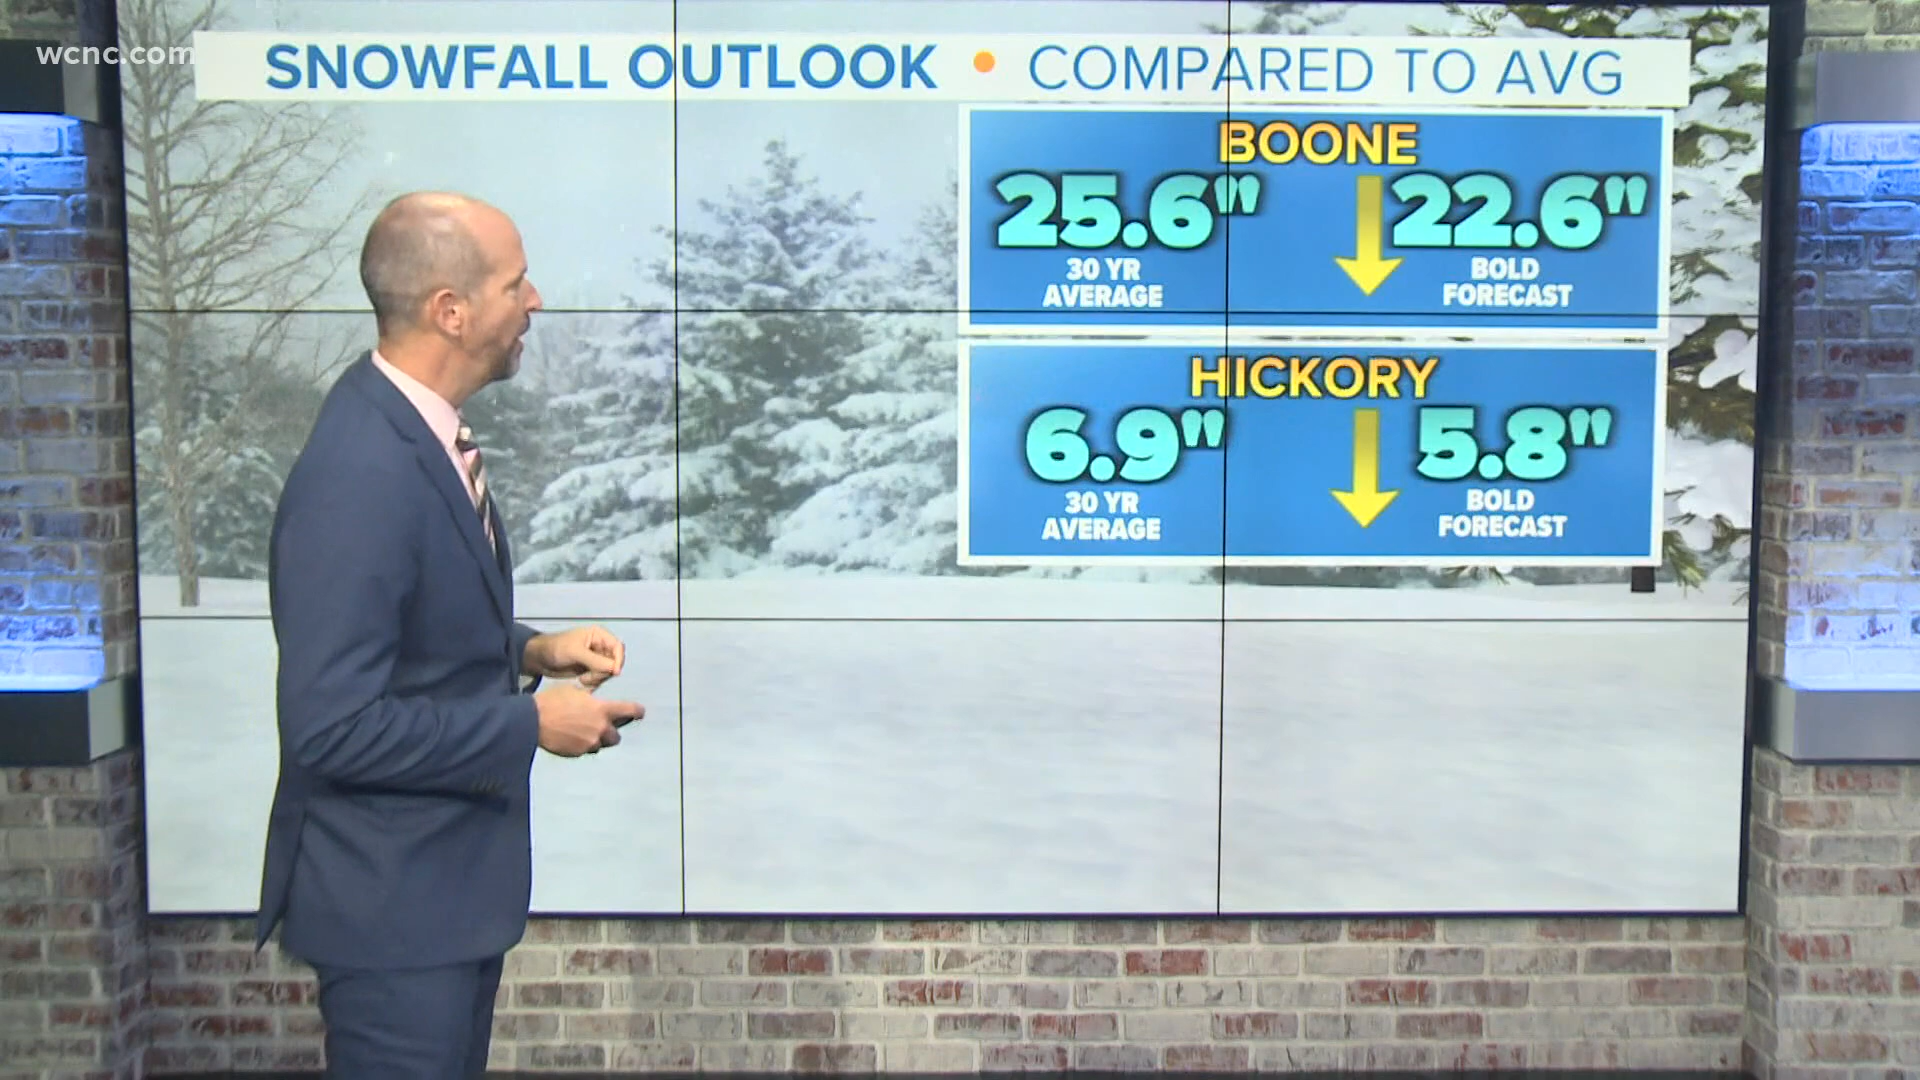 wcnc.com
SNOWFALL OUTLOOK • COMPARED TO AVG
BOONE
25.6" 22.6"
30 YR AVERAGE
BOLD FORECAST
HICKORY
6.9" 5.8"
30 YR AVERAGE
BOLD FORECAST